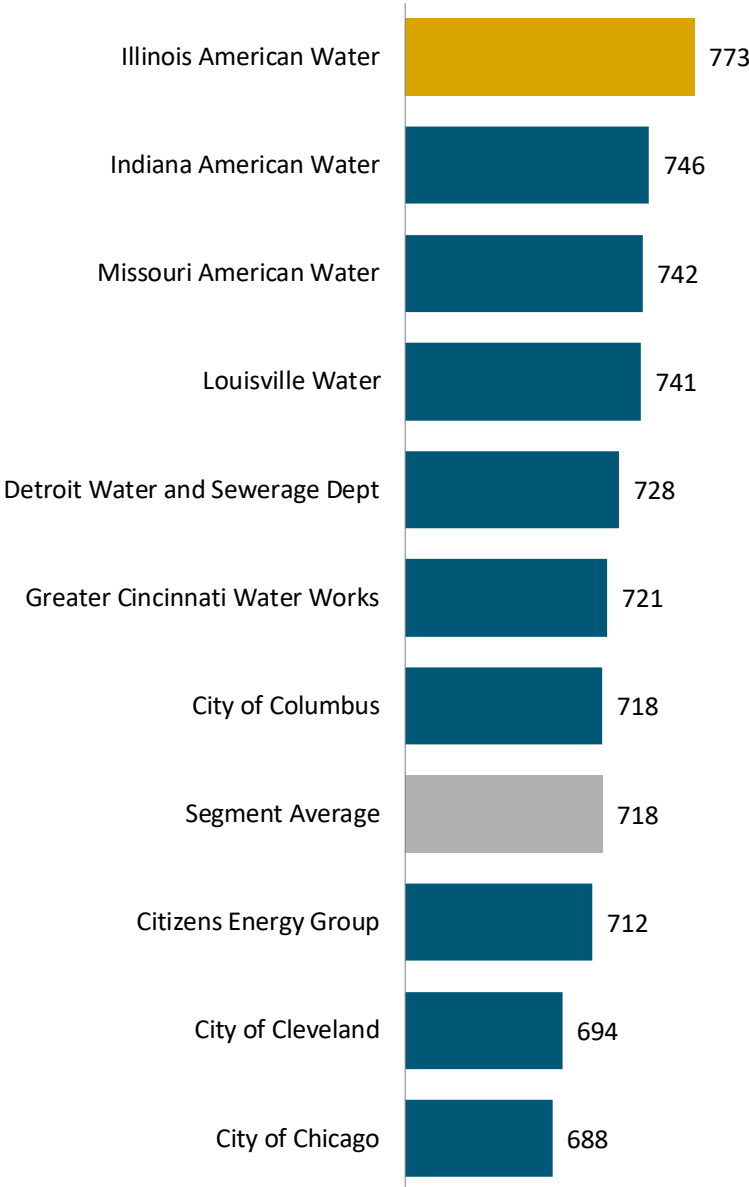 Illinois American Water 773
Indiana American Water 746
Missouri American Water 742
Louisville Water 741
Detroit Water and Sewerage Dept 728
Greater Cincinnati Water Works 721
City of Columbus 718
Segment Average 718
Citizens Energy Group 712
City of Cleveland 694
City of Chicago 688